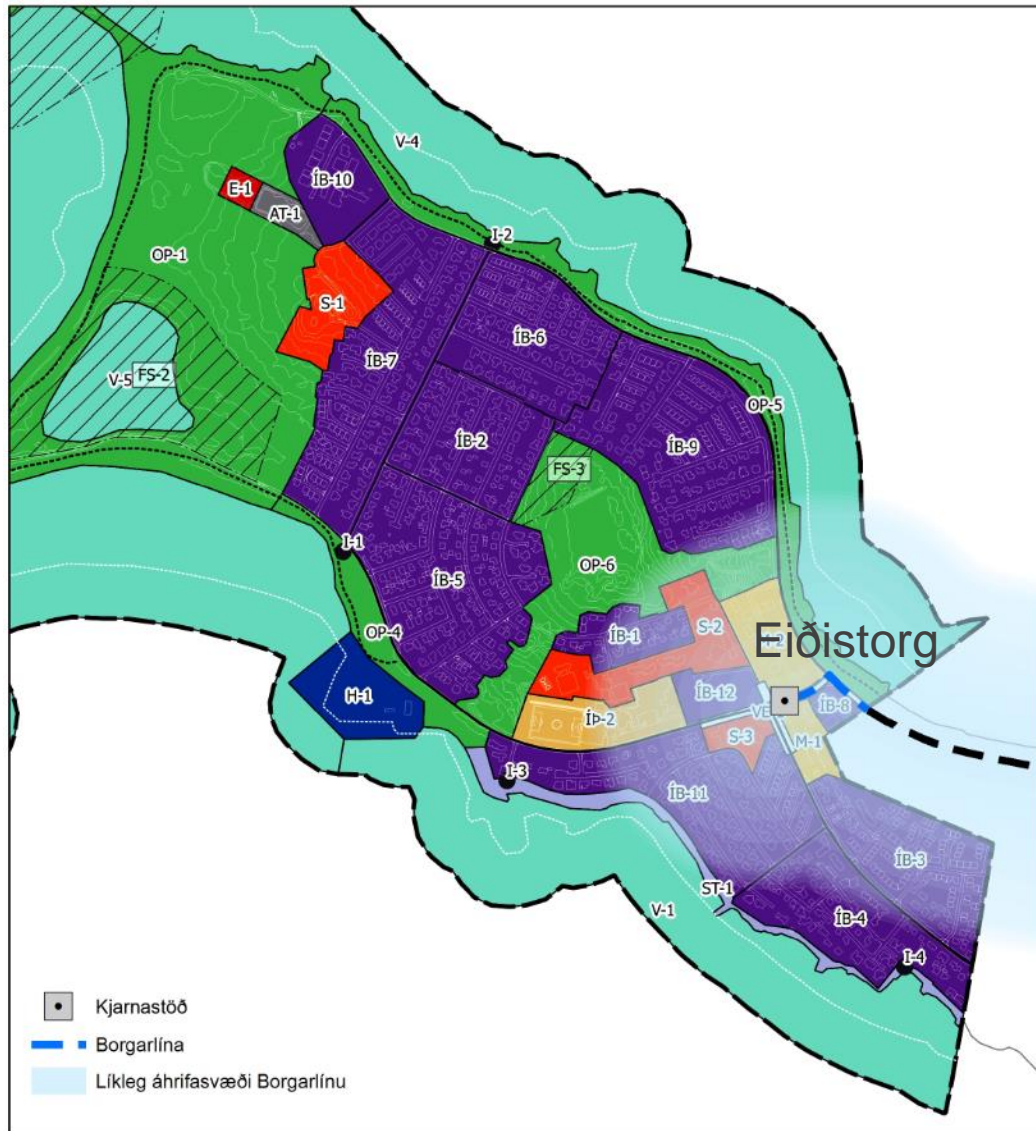 V-4
ÍB-10
E-1
AT-1
I-2
OP-1
S-1
ÍB-6
ÍB-7
V-5
FS-2
OP-5
ÍB-2
ÍB-9
FS-3
I-1
OP-6
ÍB-5
OP-4
ÍB-1
S-2
Eiðistorg
H-1
ÍB-12
ÍB-8
ÍÞ-2
S-3
M-1
I-3
ÍB-11
ÍB-3
ST-1
V-1
ÍB-4
I-4
Kjarnastöð
Borgarlína
Líkleg áhrifasvæði Borgarlínu